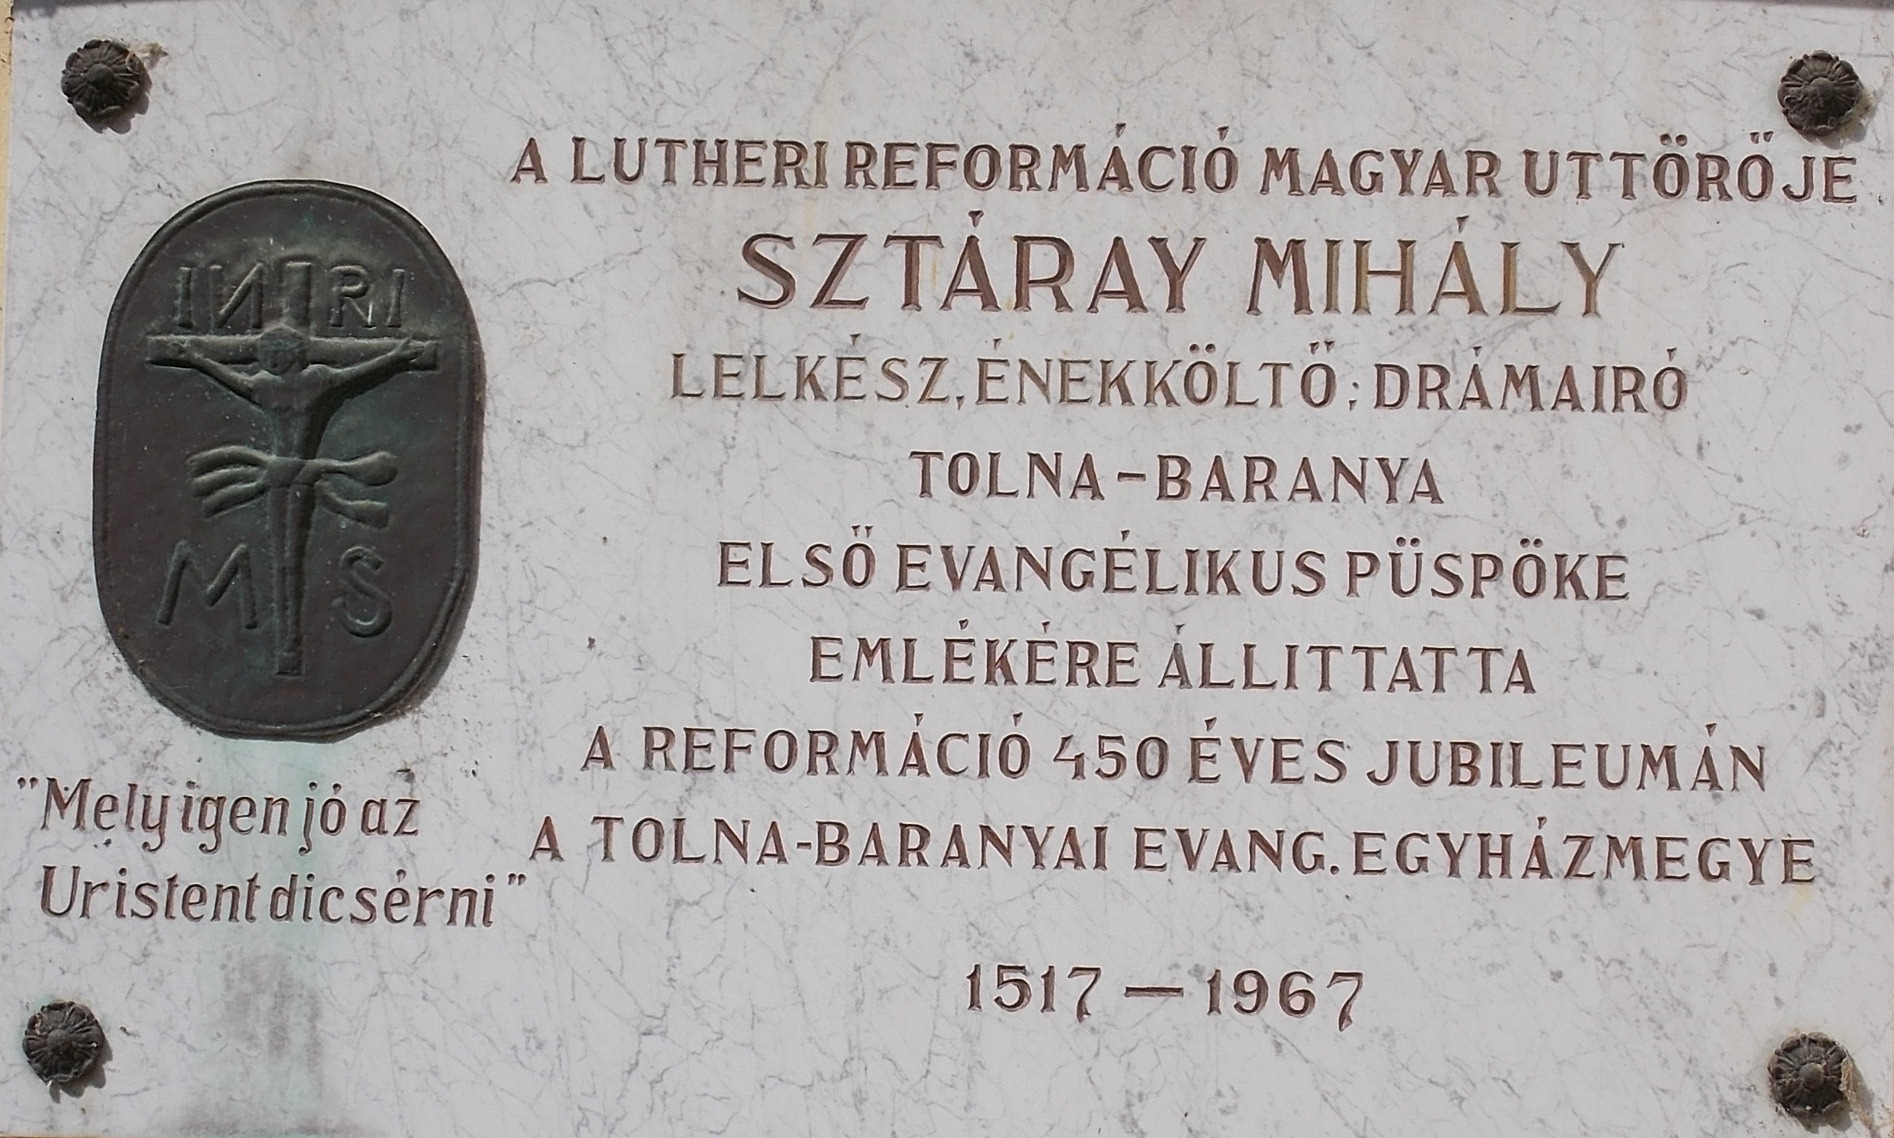 A LUTHERI REFORMÁCIÓ MAGYAR UTTÖRŐJE
SZTÁRAY MIHÁLY
LELKÉSZ, ÉNEKKÖLTŐ; DRÁMAIRÓ
TOLNA-BARANYA
ELSŐ EVANGÉLIKUS PÜSPÖKE
EMLÉKÉRE ÁLLITTATTA
A REFORMÁCIÓ 450 ÉVES JUBILEUMÁN
A TOLNA-BARANYAI EVANG. EGYHÁZMEGYE
1517 — 1967
INRI
M S
"Mely igen jó az
Uristent dicsérni"